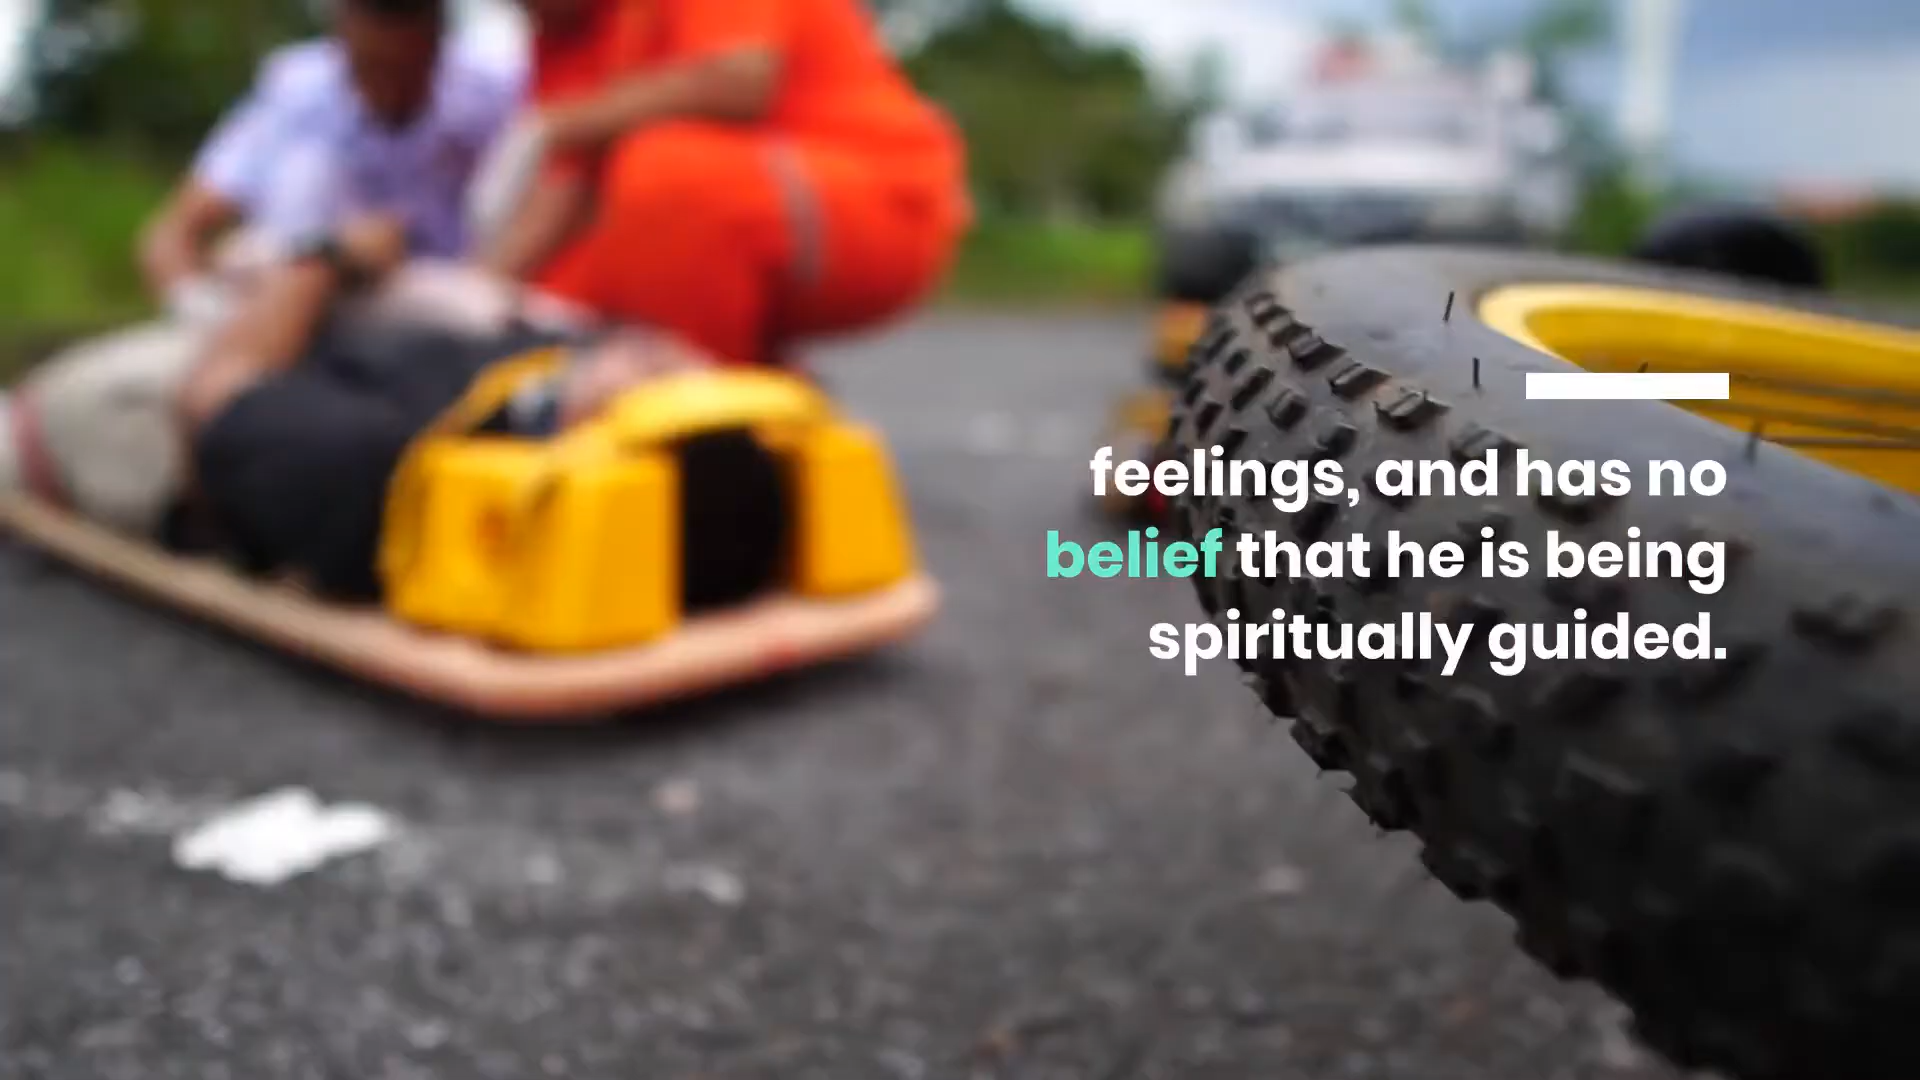 feelings, and has no
belief that he is being
spiritually guided.